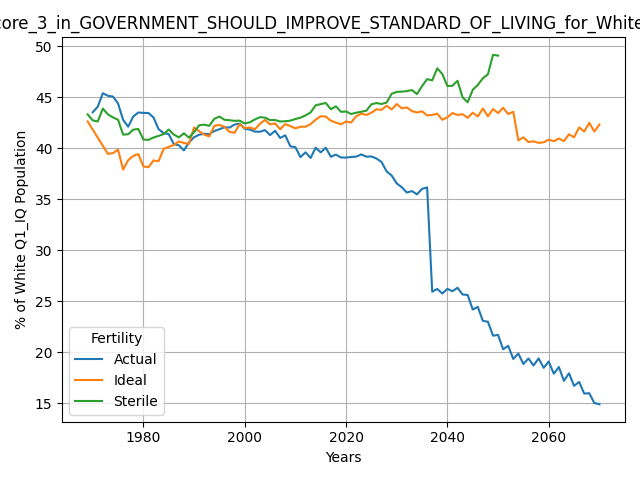 core_3_in_GOVERNMENT_SHOULD_IMPROVE_STANDARD_OF_LIVING_for_White
50
45
40
35
30
25
20
15
% of White Q1_IQ Population
Fertility
Actual
Ideal
Sterile
1980
2000
2020
2040
2060
Years